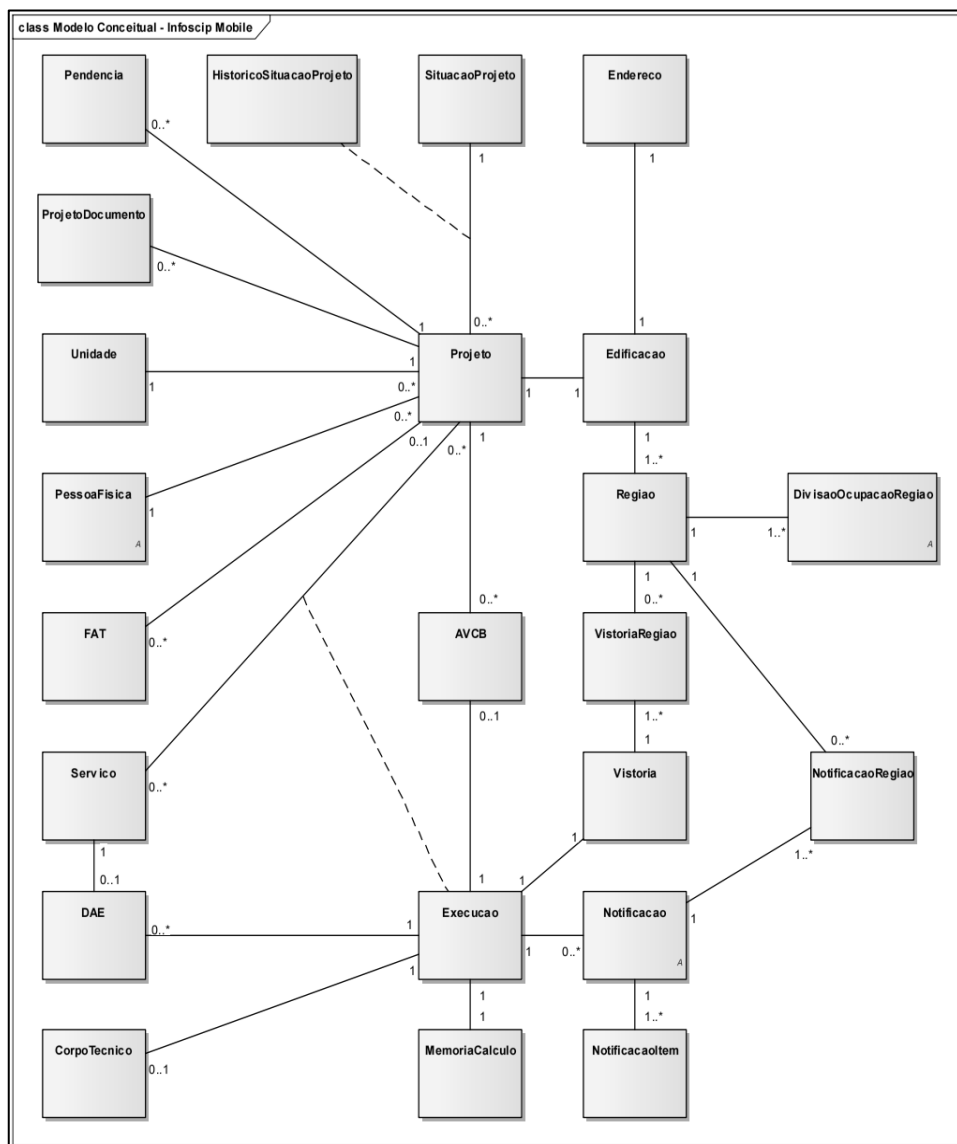 class Modelo Conceitual - Infoscip Mobile
Pendencia
HistoricoSituacaoProjeto
SituacaoProjeto
Endereco
0..*
1
1
ProjetoDocumento
0..*
1
0..*
1
Unidade
1
1
Projeto
Edificacao
0..*
1
1
0..*
0..1
0..*
1
1
1..*
PessoaFisica
1
A
Regiao
DivisaoOcupacaoRegiao
A
1
1..*
1
1
0..*
0..*
FAT
0..*
AVCB
VistoriaRegiao
0..1
1..*
1
0..*
Servico
0..*
Vistoria
NotificacaoRegiao
1
0..1
1
1..*
1
1
DAE
0..*
1
Execucao
Notificacao
A
1
1
0..*
1
1
1
1
1..*
CorpoTecnico
0..1
MemoriaCalculo
NotificacaoItem